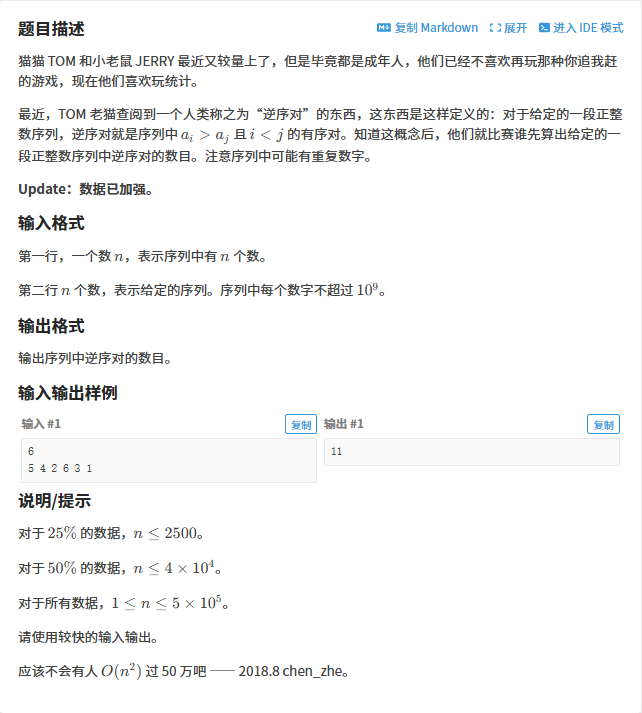 题目描述
复制 Markdown 展开 进入 IDE 模式
猫猫 TOM 和小老鼠 JERRY 最近又较量上了，但是毕竟都是成年人，他们已经不喜欢再玩那种你追我赶
的游戏，现在他们喜欢玩统计。
最近，TOM 老猫查阅到一个人类称之为“逆序对”的东西，这东西是这样定义的：对于给定的一段正整
数序列，逆序对就是序列中 a_i > a_j 且 i < j 的有序对。知道这概念后，他们就比赛谁先算出给定的一
段正整数序列中逆序对的数目。注意序列中可能有重复数字。
Update：数据已加强。
输入格式
第一行，一个数 n，表示序列中有 n 个数。
第二行 n 个数，表示给定的序列。序列中每个数字不超过 10^9。
输出格式
输出序列中逆序对的数目。
输入输出样例
输入 #1 复制 输出 #1 复制
6
5 4 2 6 3 1
11
说明/提示
对于 25% 的数据，n ≤ 2500。
对于 50% 的数据，n ≤ 4 × 10^4。
对于所有数据，1 ≤ n ≤ 5 × 10^5。
请使用较快的输入输出。
应该不会有人 O(n^2) 过 50 万吧 —— 2018.8 chen_zhe。